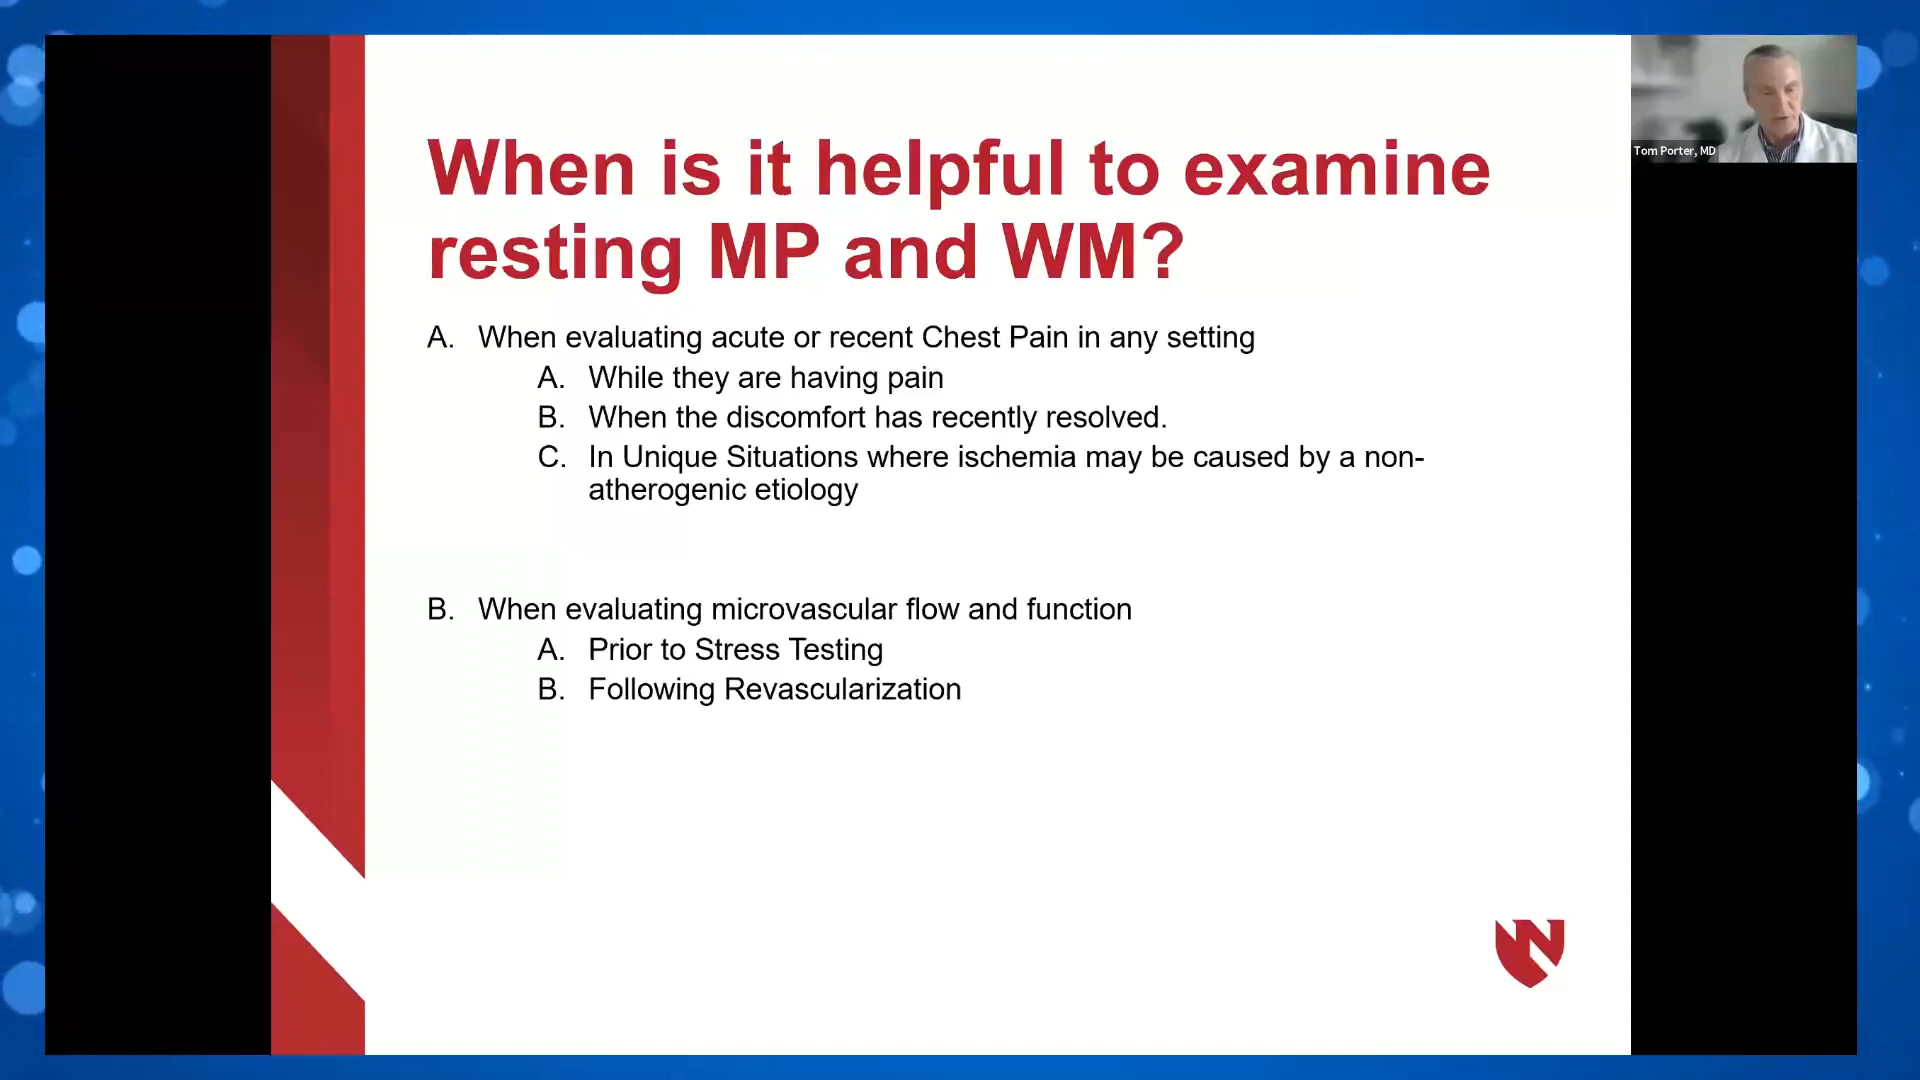 When is it helpful to examine
resting MP and WM?
A. When evaluating acute or recent Chest Pain in any setting
A. While they are having pain
B. When the discomfort has recently resolved.
C. In Unique Situations where ischemia may be caused by a non-
atherogenic etiology
B. When evaluating microvascular flow and function
A. Prior to Stress Testing
B. Following Revascularization
Tom Porter, MD